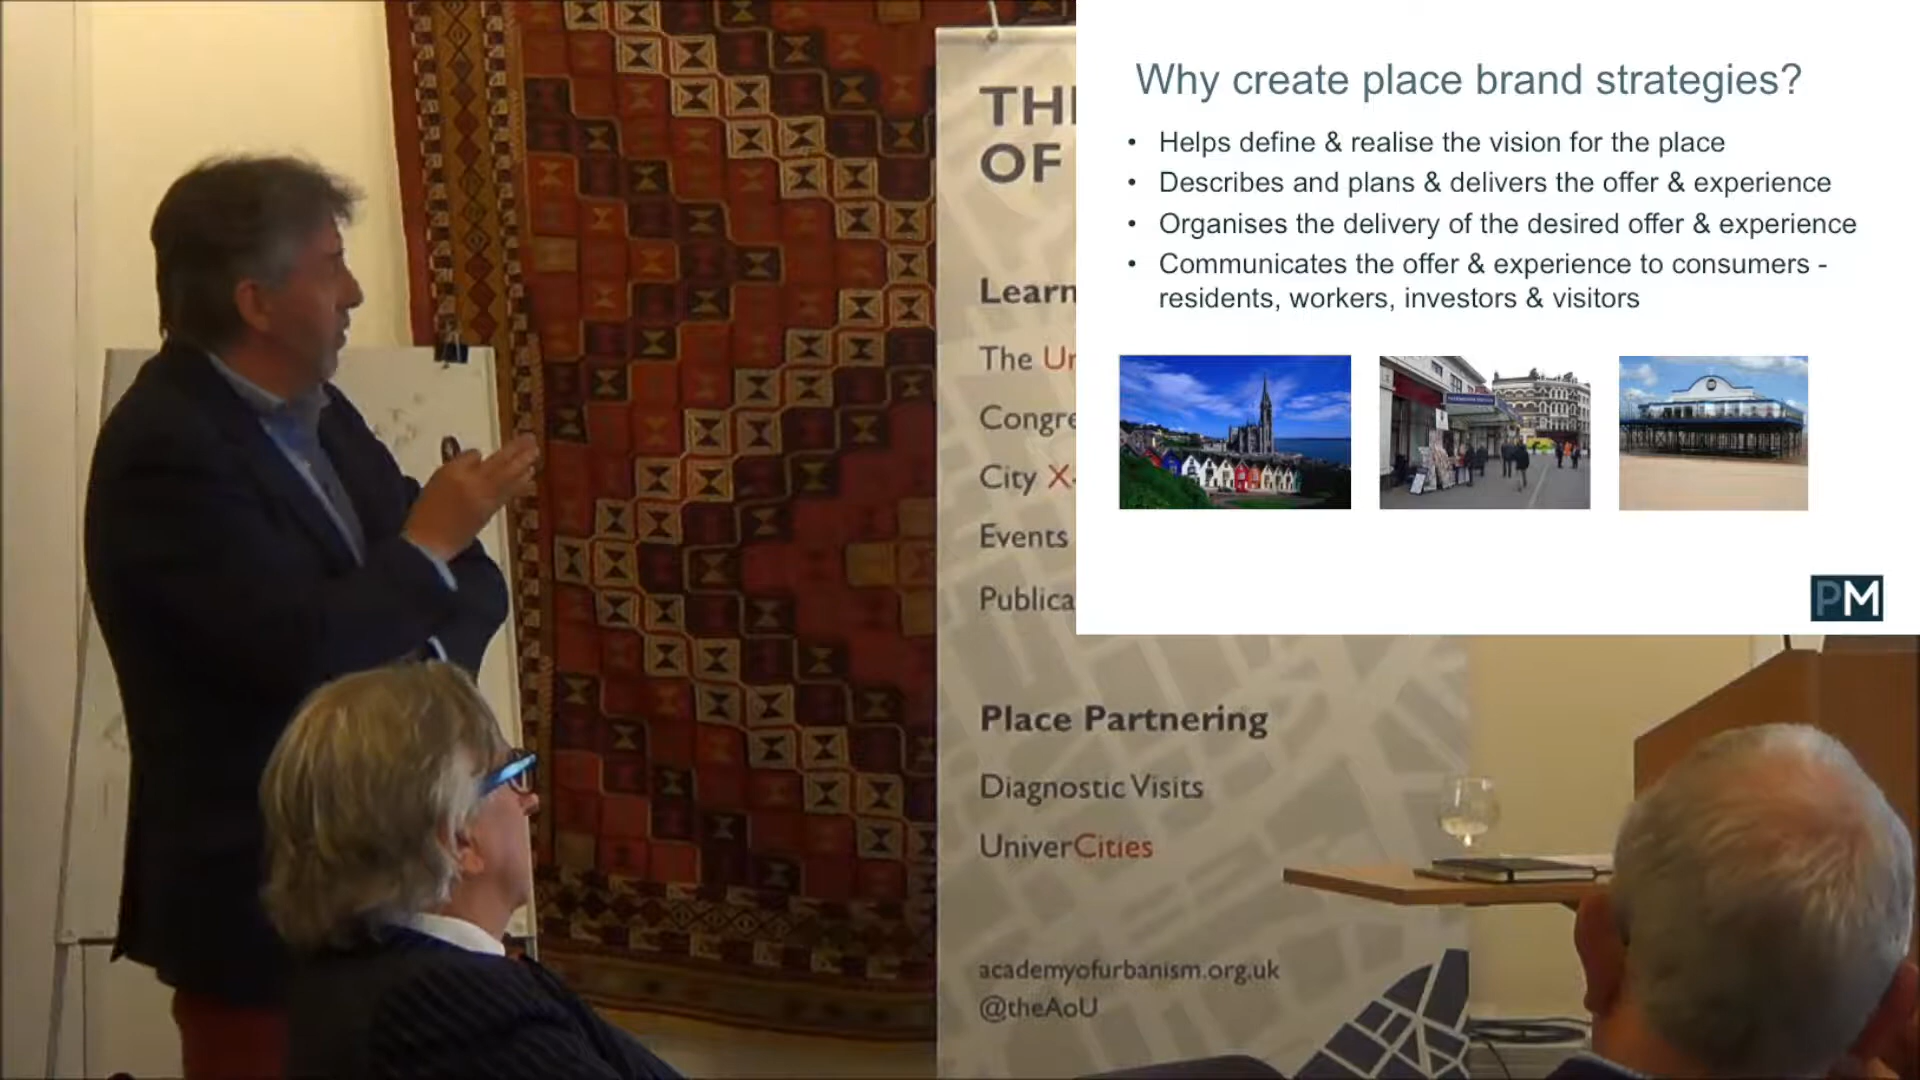 Why create place brand strategies?
• Helps define & realise the vision for the place
• Describes and plans & delivers the offer & experience
• Organises the delivery of the desired offer & experience
• Communicates the offer & experience to consumers -
residents, workers, investors & visitors
PM
TH
OF
Learn
The Ur
Congre
City X
Events
Publica
Place Partnering
Diagnostic Visits
UniverCities
academyofurbanism.org.uk
@theAoU